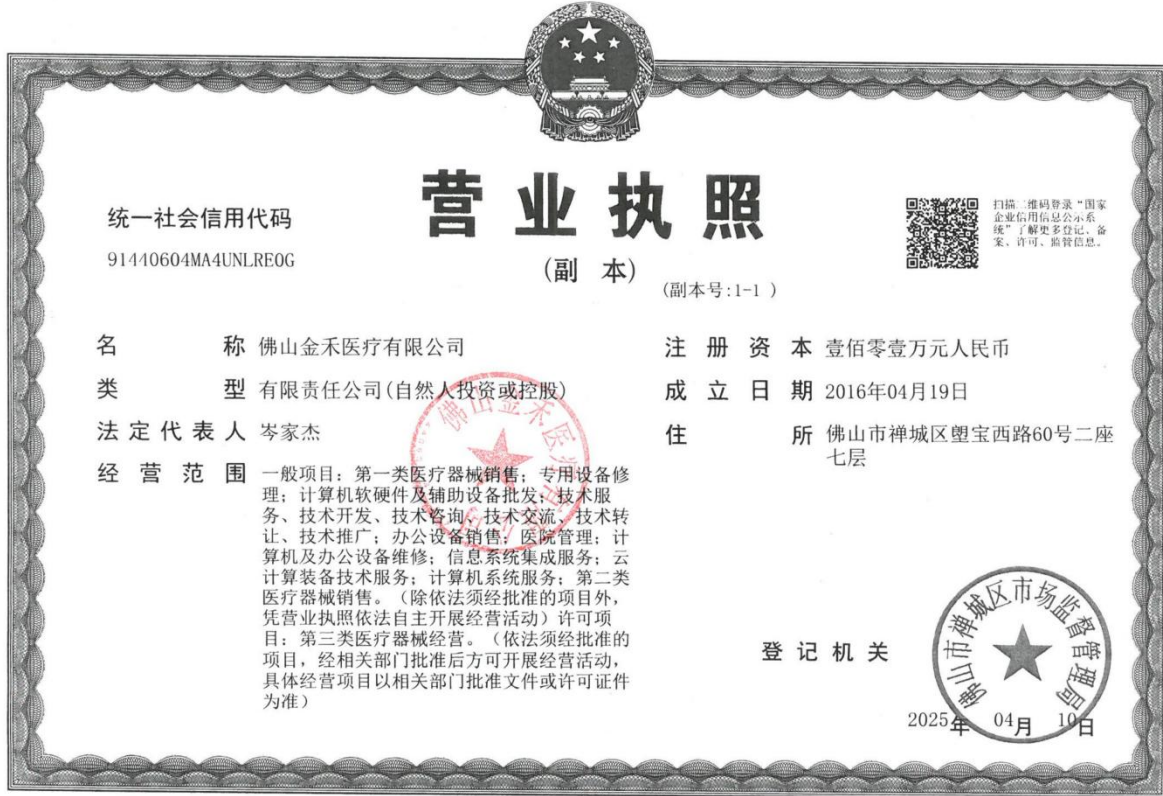 营业执照
(副 本)
(副本号:1-1 )
统一社会信用代码
91440604MA4UNLRE0G
扫描二维码登录“国家
企业信用信息公示系
统”了解更多登记、备
案、许可、监管信息。
名称 佛山金禾医疗有限公司
类型 有限责任公司(自然人投资或控股)
法定代表人 岑家杰
经营范围 一般项目：第一类医疗器械销售；专用设备修
理；计算机软硬件及辅助设备批发；技术服
务、技术开发、技术咨询、技术交流、技术转
让、技术推广；办公设备销售；医院管理；计
算机及办公设备维修；信息系统集成服务；云
计算装备技术服务；计算机系统服务；第二类
医疗器械销售。（除依法须经批准的项目外，
凭营业执照依法自主开展经营活动）许可项
目：第三类医疗器械经营。（依法须经批准的
项目，经相关部门批准后方可开展经营活动，
具体经营项目以相关部门批准文件或许可证件
为准）
注册资本 壹佰零壹万元人民币
成立日期 2016年04月19日
住所 佛山市禅城区塱宝西路60号二座
七层
佛山金禾医疗有限公司
登记机关
佛山市禅城区市场监督管理局
2025年 04月 10日